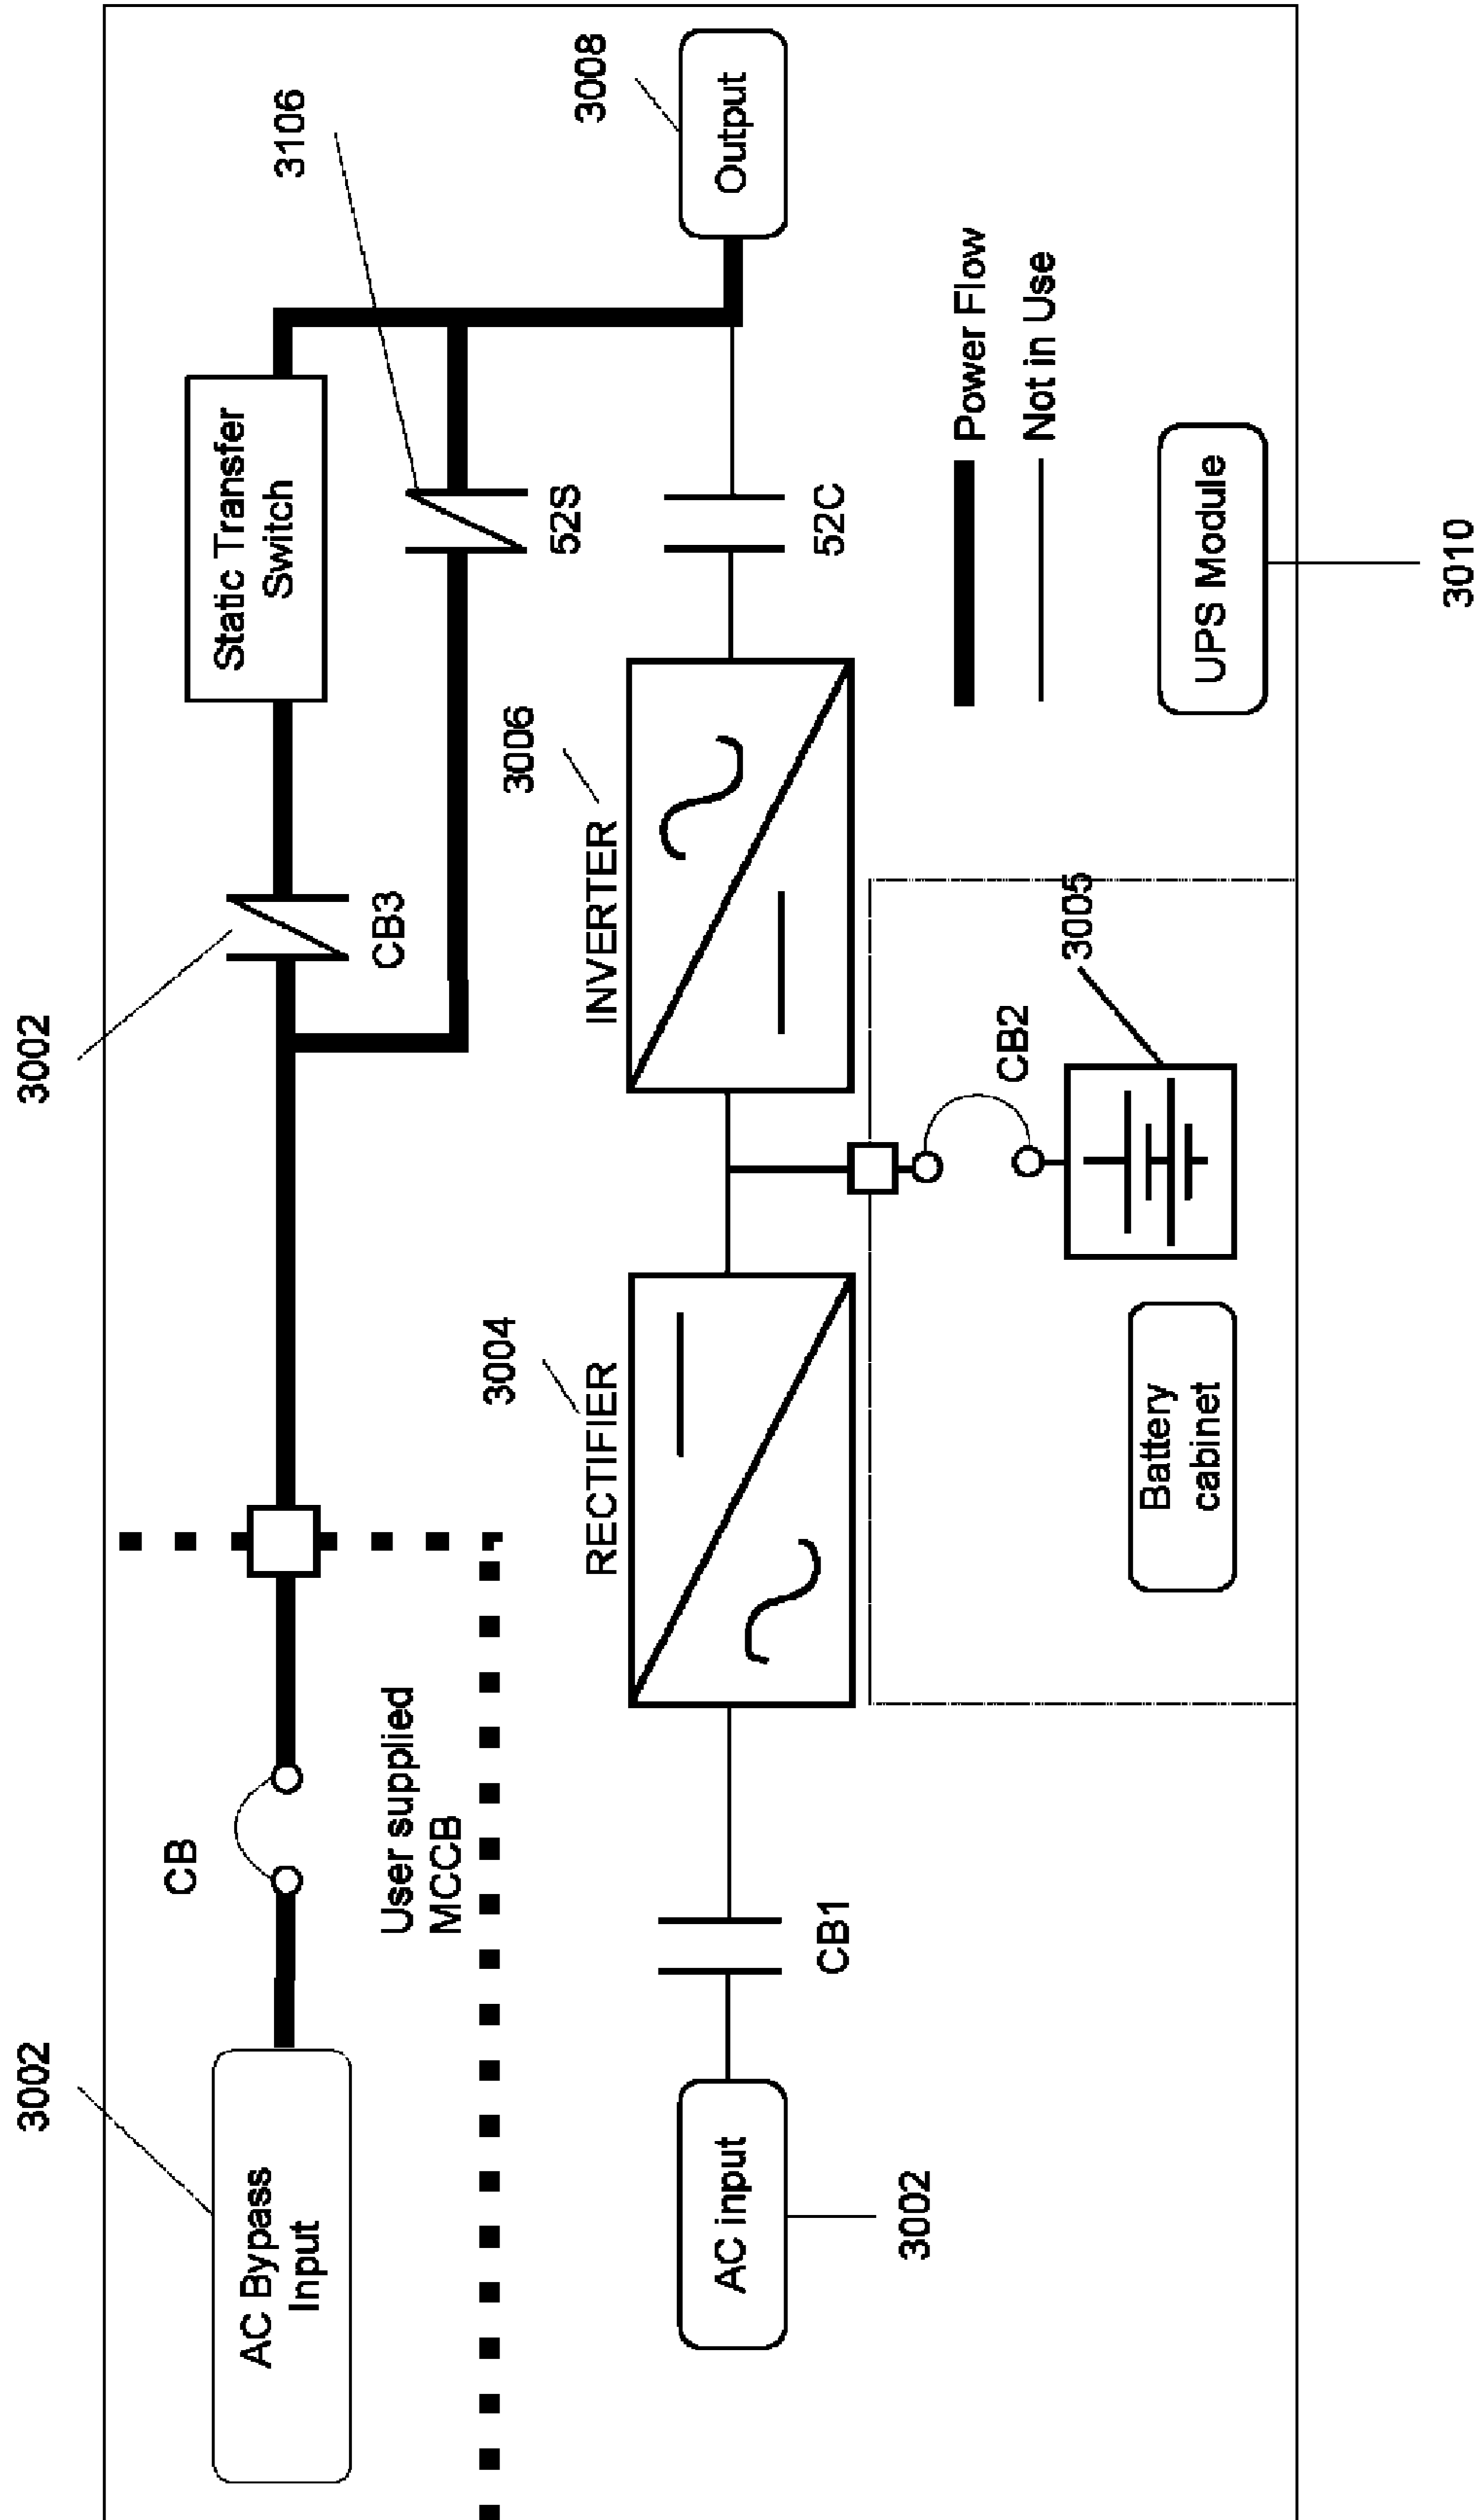 3002
3002
3106
3008
AC Bypass
Input
CB
User supplied
MCCB
CB3
Static Transfer
Switch
52S
Output
3004
RECTIFIER
3006
INVERTER
AC input
3002
CB1
52C
CB2
3005
Battery
cabinet
Power Flow
Not in Use
UPS Module
3010